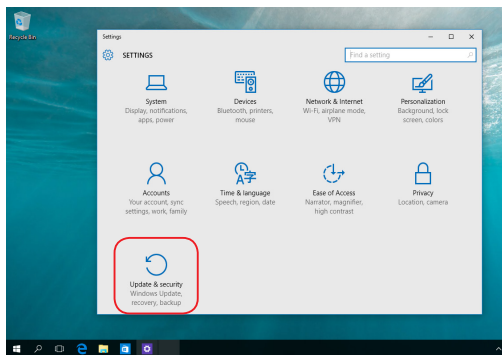 Recycle Bin
Settings
SETTINGS
Find a setting
System
Display, notifications,
apps, power
Devices
Bluetooth, printers,
mouse
Network & Internet
Wi-Fi, airplane mode,
VPN
Personalization
Background, lock
screen, colors
Accounts
Your account, sync
settings, work, family
Time & language
Speech, region, date
Ease of Access
Narrator, magnifier,
high contrast
Privacy
Location, camera
Update & security
Windows Update,
recovery, backup